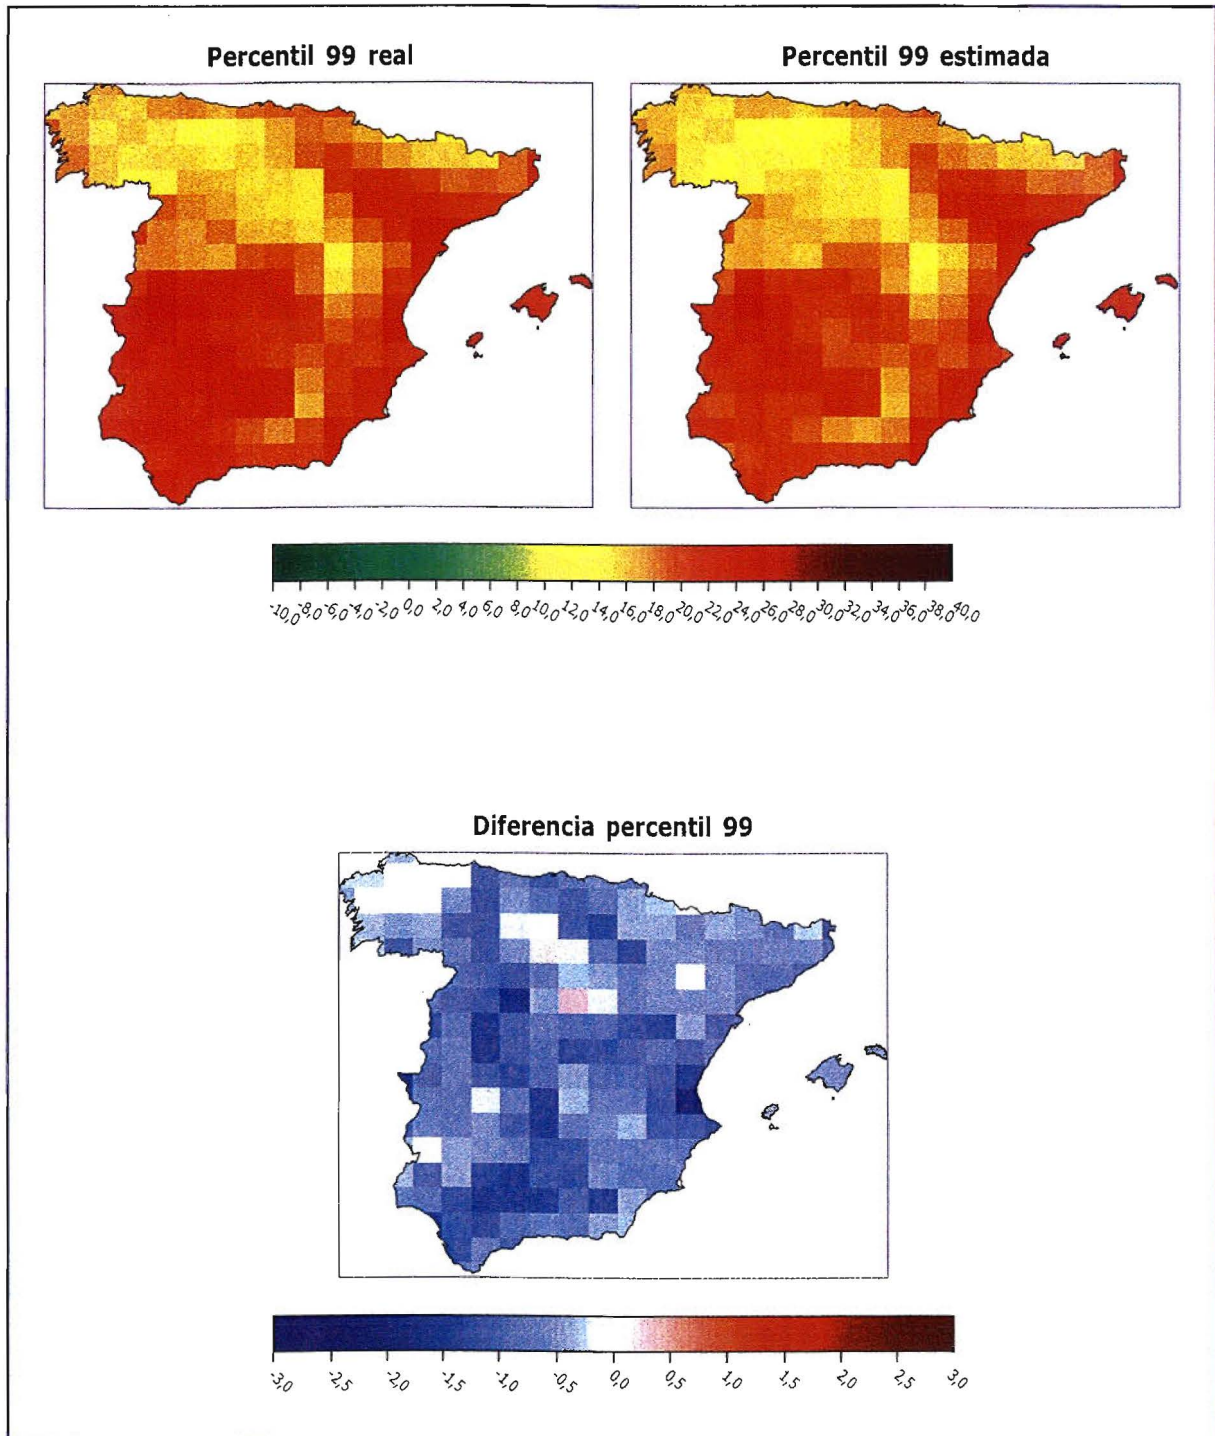 Percentil 99 real
Percentil 99 estimada
-10,0 -8,0 -6,0 -4,0 -2,0 0,0 2,0 4,0 6,0 8,0 10,0 12,0 14,0 16,0 18,0 20,0 22,0 24,0 26,0 28,0 30,0 32,0 34,0 36,0 38,0 40,0
Diferencia percentil 99
-3,0 -2,5 -2,0 -1,5 -1,0 -0,5 0,0 0,5 1,0 1,5 2,0 2,5 3,0